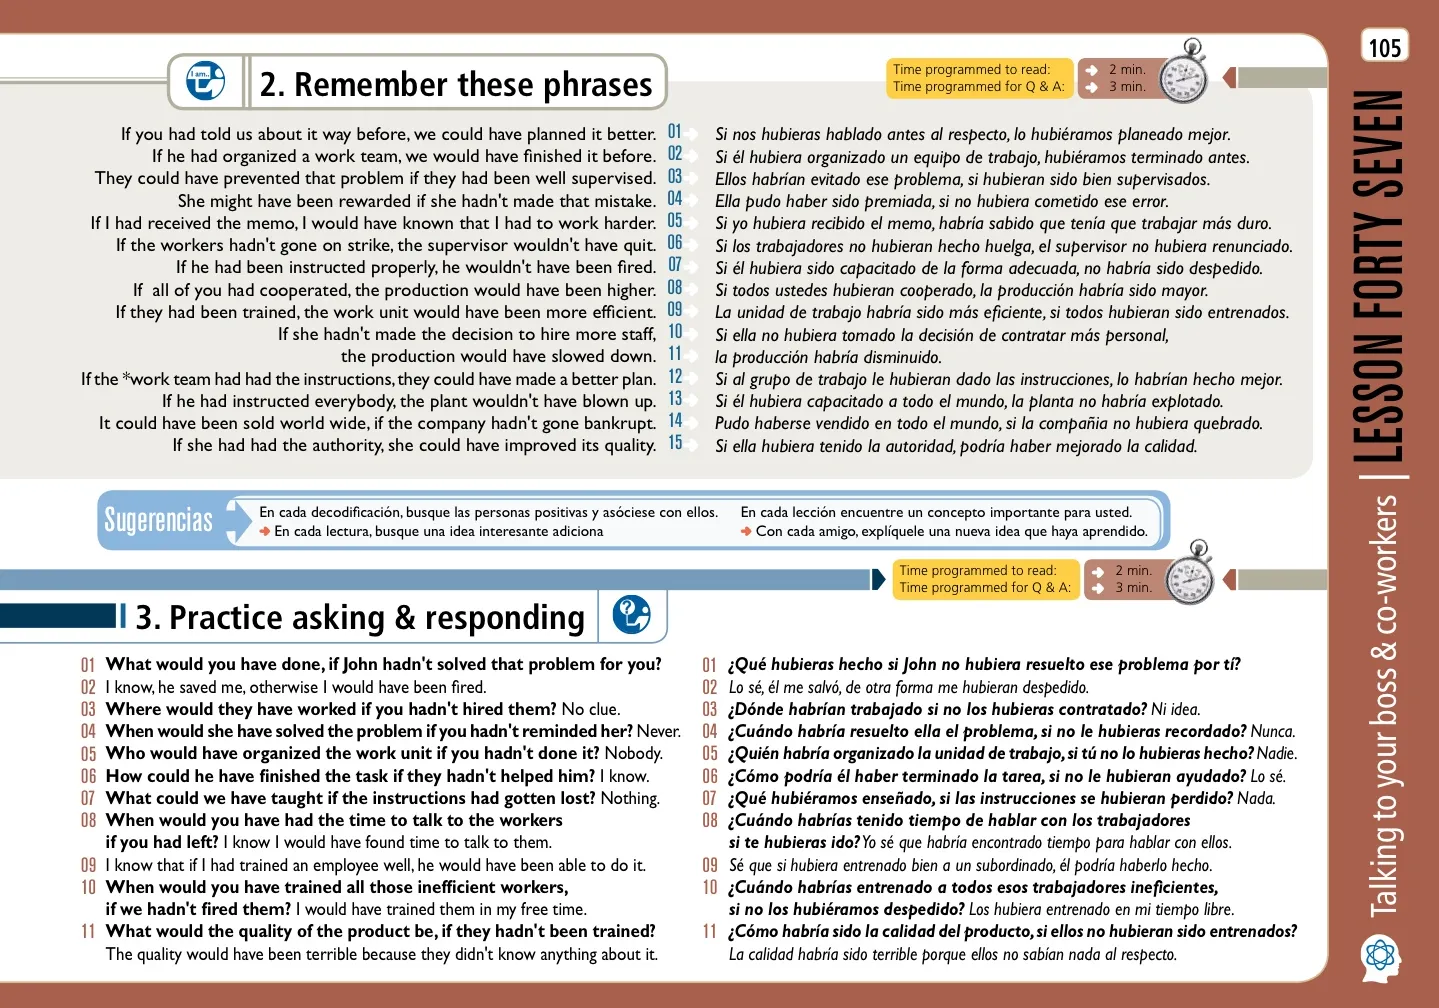 105
I am..
2. Remember these phrases
Time programmed to read: 2 min.
Time programmed for Q & A: 3 min.
If you had told us about it way before, we could have planned it better. 01 Si nos hubieras hablado antes al respecto, lo hubiéramos planeado mejor.
If he had organized a work team, we would have finished it before. 02 Si él hubiera organizado un equipo de trabajo, hubiéramos terminado antes.
They could have prevented that problem if they had been well supervised. 03 Ellos habrían evitado ese problema, si hubieran sido bien supervisados.
She might have been rewarded if she hadn't made that mistake. 04 Ella pudo haber sido premiada, si no hubiera cometido ese error.
If I had received the memo, I would have known that I had to work harder. 05 Si yo hubiera recibido el memo, habría sabido que tenía que trabajar más duro.
If the workers hadn't gone on strike, the supervisor wouldn't have quit. 06 Si los trabajadores no hubieran hecho huelga, el supervisor no hubiera renunciado.
If he had been instructed properly, he wouldn't have been fired. 07 Si él hubiera sido capacitado de la forma adecuada, no habría sido despedido.
If all of you had cooperated, the production would have been higher. 08 Si todos ustedes hubieran cooperado, la producción habría sido mayor.
If they had been trained, the work unit would have been more efficient. 09 La unidad de trabajo habría sido más eficiente, si todos hubieran sido entrenados.
If she hadn't made the decision to hire more staff, 10 Si ella no hubiera tomado la decisión de contratar más personal,
the production would have slowed down. 11 la producción habría disminuido.
If the *work team had had the instructions, they could have made a better plan. 12 Si al grupo de trabajo le hubieran dado las instrucciones, lo habrían hecho mejor.
If he had instructed everybody, the plant wouldn't have blown up. 13 Si él hubiera capacitado a todo el mundo, la planta no habría explotado.
It could have been sold world wide, if the company hadn't gone bankrupt. 14 Pudo haberse vendido en todo el mundo, si la compañia no hubiera quebrado.
If she had had the authority, she could have improved its quality. 15 Si ella hubiera tenido la autoridad, podría haber mejorado la calidad.
Sugerencias
En cada decodificación, busque las personas positivas y asóciese con ellos.
En cada lectura, busque una idea interesante adiciona
En cada lección encuentre un concepto importante para usted.
Con cada amigo, explíquele una nueva idea que haya aprendido.
Time programmed to read: 2 min.
Time programmed for Q & A: 3 min.
3. Practice asking & responding
01 What would you have done, if John hadn't solved that problem for you?
02 I know, he saved me, otherwise I would have been fired.
03 Where would they have worked if you hadn't hired them? No clue.
04 When would she have solved the problem if you hadn't reminded her? Never.
05 Who would have organized the work unit if you hadn't done it? Nobody.
06 How could he have finished the task if they hadn't helped him? I know.
07 What could we have taught if the instructions had gotten lost? Nothing.
08 When would you have had the time to talk to the workers
if you had left? I know I would have found time to talk to them.
09 I know that if I had trained an employee well, he would have been able to do it.
10 When would you have trained all those inefficient workers,
if we hadn't fired them? I would have trained them in my free time.
11 What would the quality of the product be, if they hadn't been trained?
The quality would have been terrible because they didn't know anything about it.
01 ¿Qué hubieras hecho si John no hubiera resuelto ese problema por tí?
02 Lo sé, él me salvó, de otra forma me hubieran despedido.
03 ¿Dónde habrían trabajado si no los hubieras contratado? Ni idea.
04 ¿Cuándo habría resuelto ella el problema, si no le hubieras recordado? Nunca.
05 ¿Quién habría organizado la unidad de trabajo, si tú no lo hubieras hecho? Nadie.
06 ¿Cómo podría él haber terminado la tarea, si no le hubieran ayudado? Lo sé.
07 ¿Qué hubiéramos enseñado, si las instrucciones se hubieran perdido? Nada.
08 ¿Cuándo habrías tenido tiempo de hablar con los trabajadores
si te hubieras ido? Yo sé que habría encontrado tiempo para hablar con ellos.
09 Sé que si hubiera entrenado bien a un subordinado, él podría haberlo hecho.
10 ¿Cuándo habrías entrenado a todos esos trabajadores ineficientes,
si no los hubiéramos despedido? Los hubiera entrenado en mi tiempo libre.
11 ¿Cómo habría sido la calidad del producto, si ellos no hubieran sido entrenados?
La calidad habría sido terrible porque ellos no sabían nada al respecto.
Talking to your boss & co-workers | LESSON FORTY SEVEN